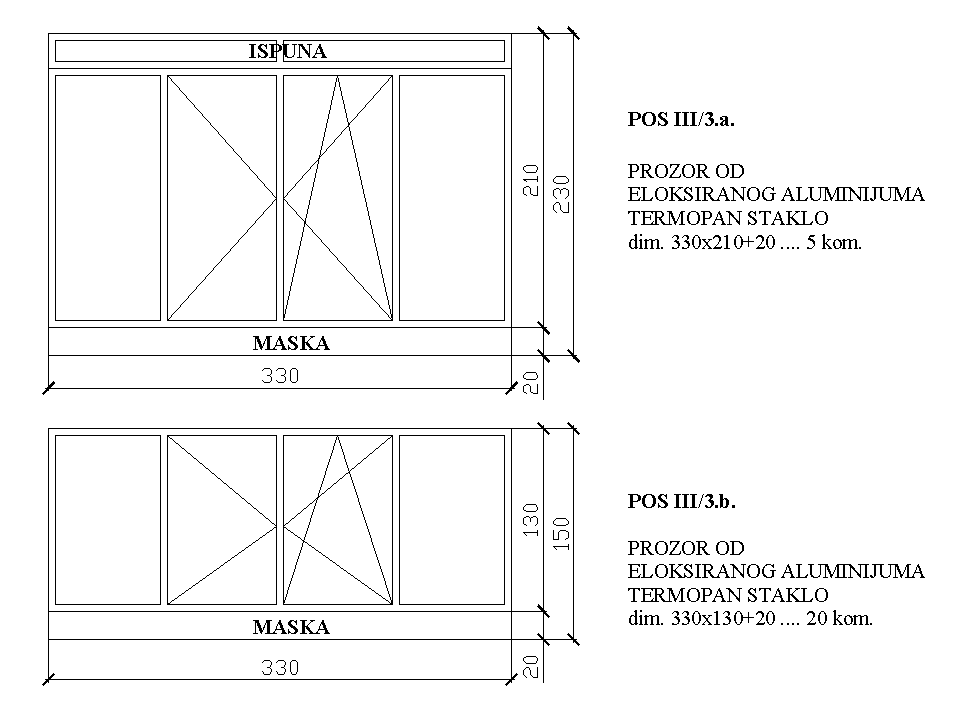 ISPUNA
210
230
MASKA
330
20
POS III/3.a.
PROZOR OD
ELOKSIRANOG ALUMINIJUMA
TERMOPAN STAKLO
dim. 330x210+20 .... 5 kom.
130
150
MASKA
330
20
POS III/3.b.
PROZOR OD
ELOKSIRANOG ALUMINIJUMA
TERMOPAN STAKLO
dim. 330x130+20 .... 20 kom.